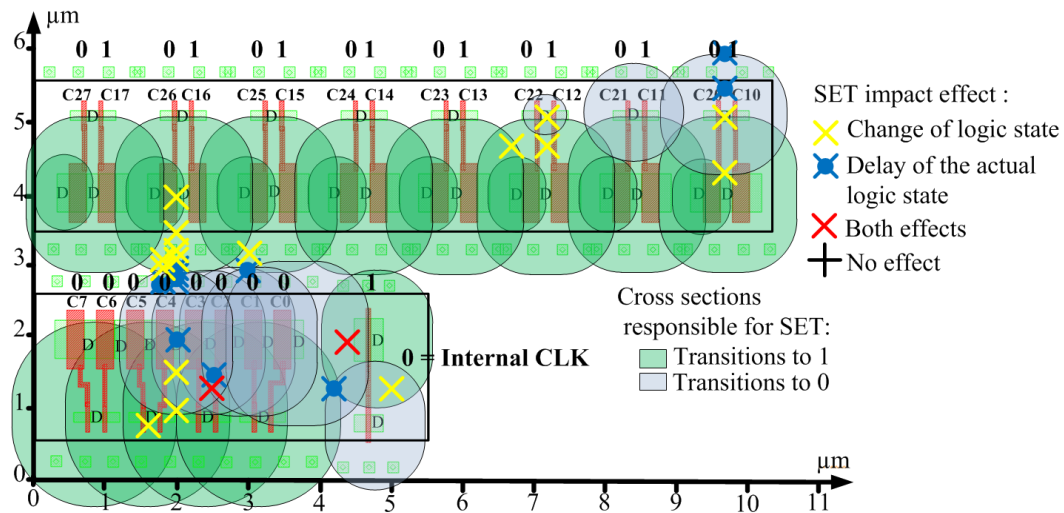 µm
6
0 1 0 1 0 1 0 1 0 1 0 1 0 1 0 1
C27 C17 C26 C16 C25 C15 C24 C14 C23 C13 C22 C12 C21 C11 C20 C10
SET impact effect :
Change of logic state
Delay of the actual
logic state
Both effects
No effect
5
D D D D D D D D
4
D D D D D D D D
3
0 0 0 0 0 0 0 0 1
C7 C6 C5 C4 C3 C2 C1 C0
Cross sections
responsible for SET:
Transitions to 1
Transitions to 0
2
D D D D D
0 = Internal CLK
1
D D D D D
0
µm
0 1 2 3 4 5 6 7 8 9 10 11